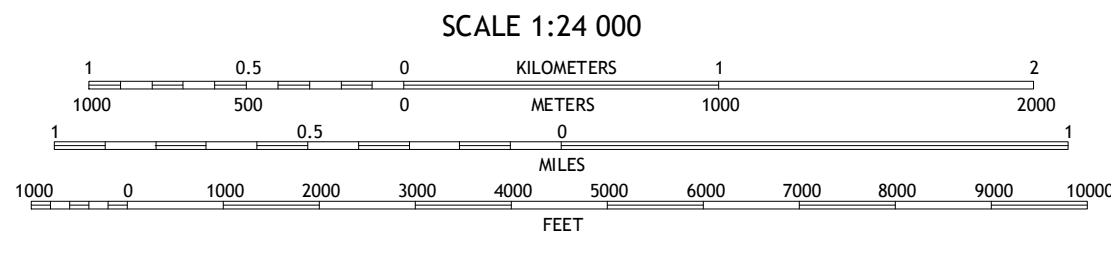 SCALE 1:24 000
1 0.5 0 KILOMETERS 1 2
1000 500 0 METERS 1000 2000
1 0.5 0 1
MILES
1000 0 1000 2000 3000 4000 5000 6000 7000 8000 9000 10000
FEET